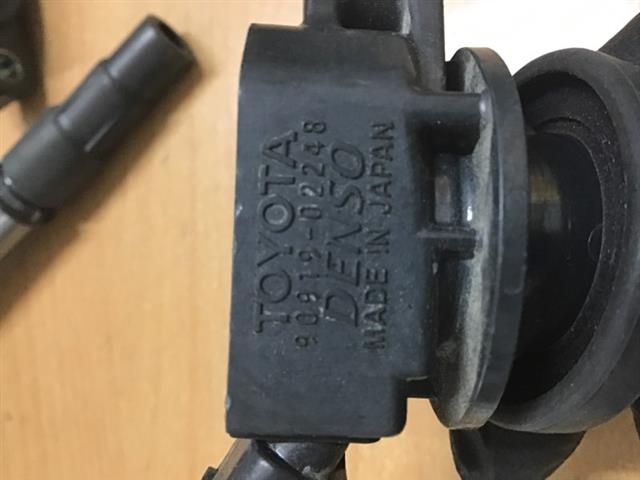 TOYOTA
90919-02248
DENSO
MADE IN JAPAN